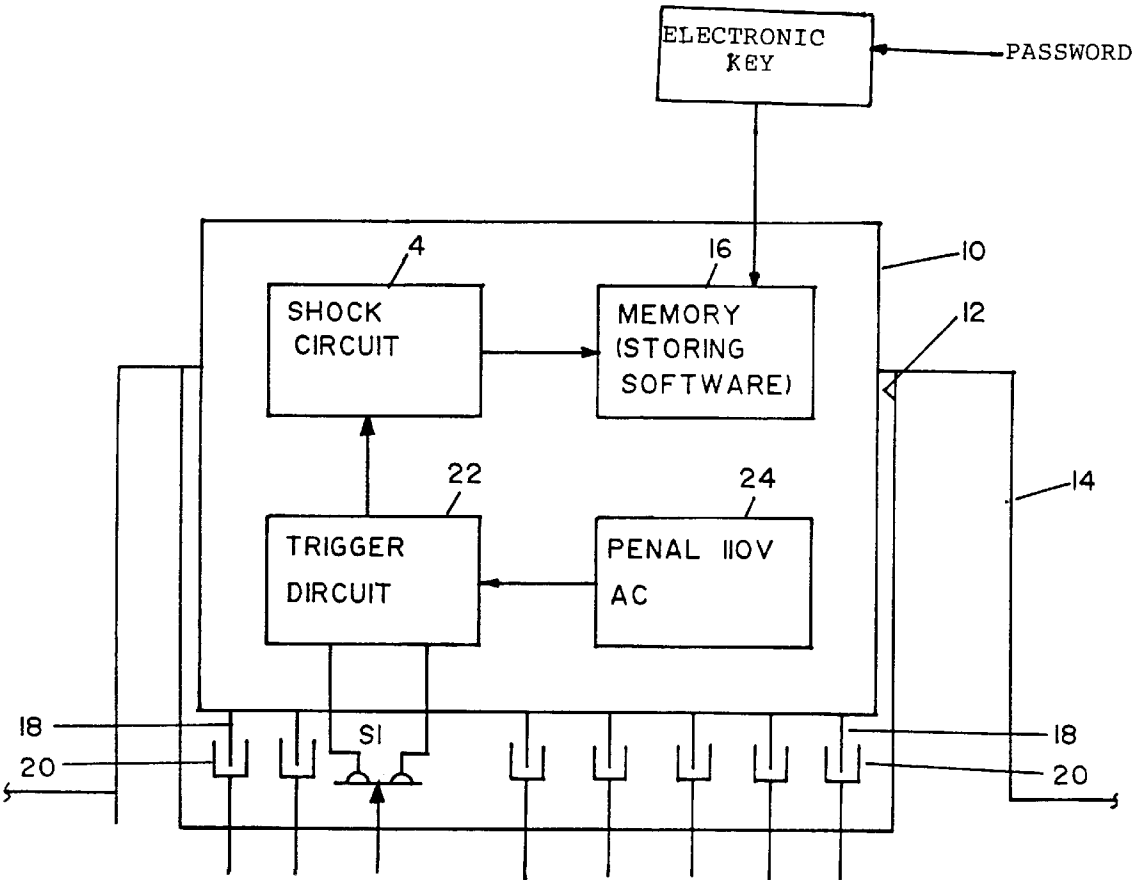 ELECTRONIC
KEY
PASSWORD
4
16
10
SHOCK
CIRCUIT
MEMORY
(STORING
SOFTWARE)
12
22
24
14
TRIGGER
DIRCUIT
PENAL 110V
AC
18
S1
18
20
20